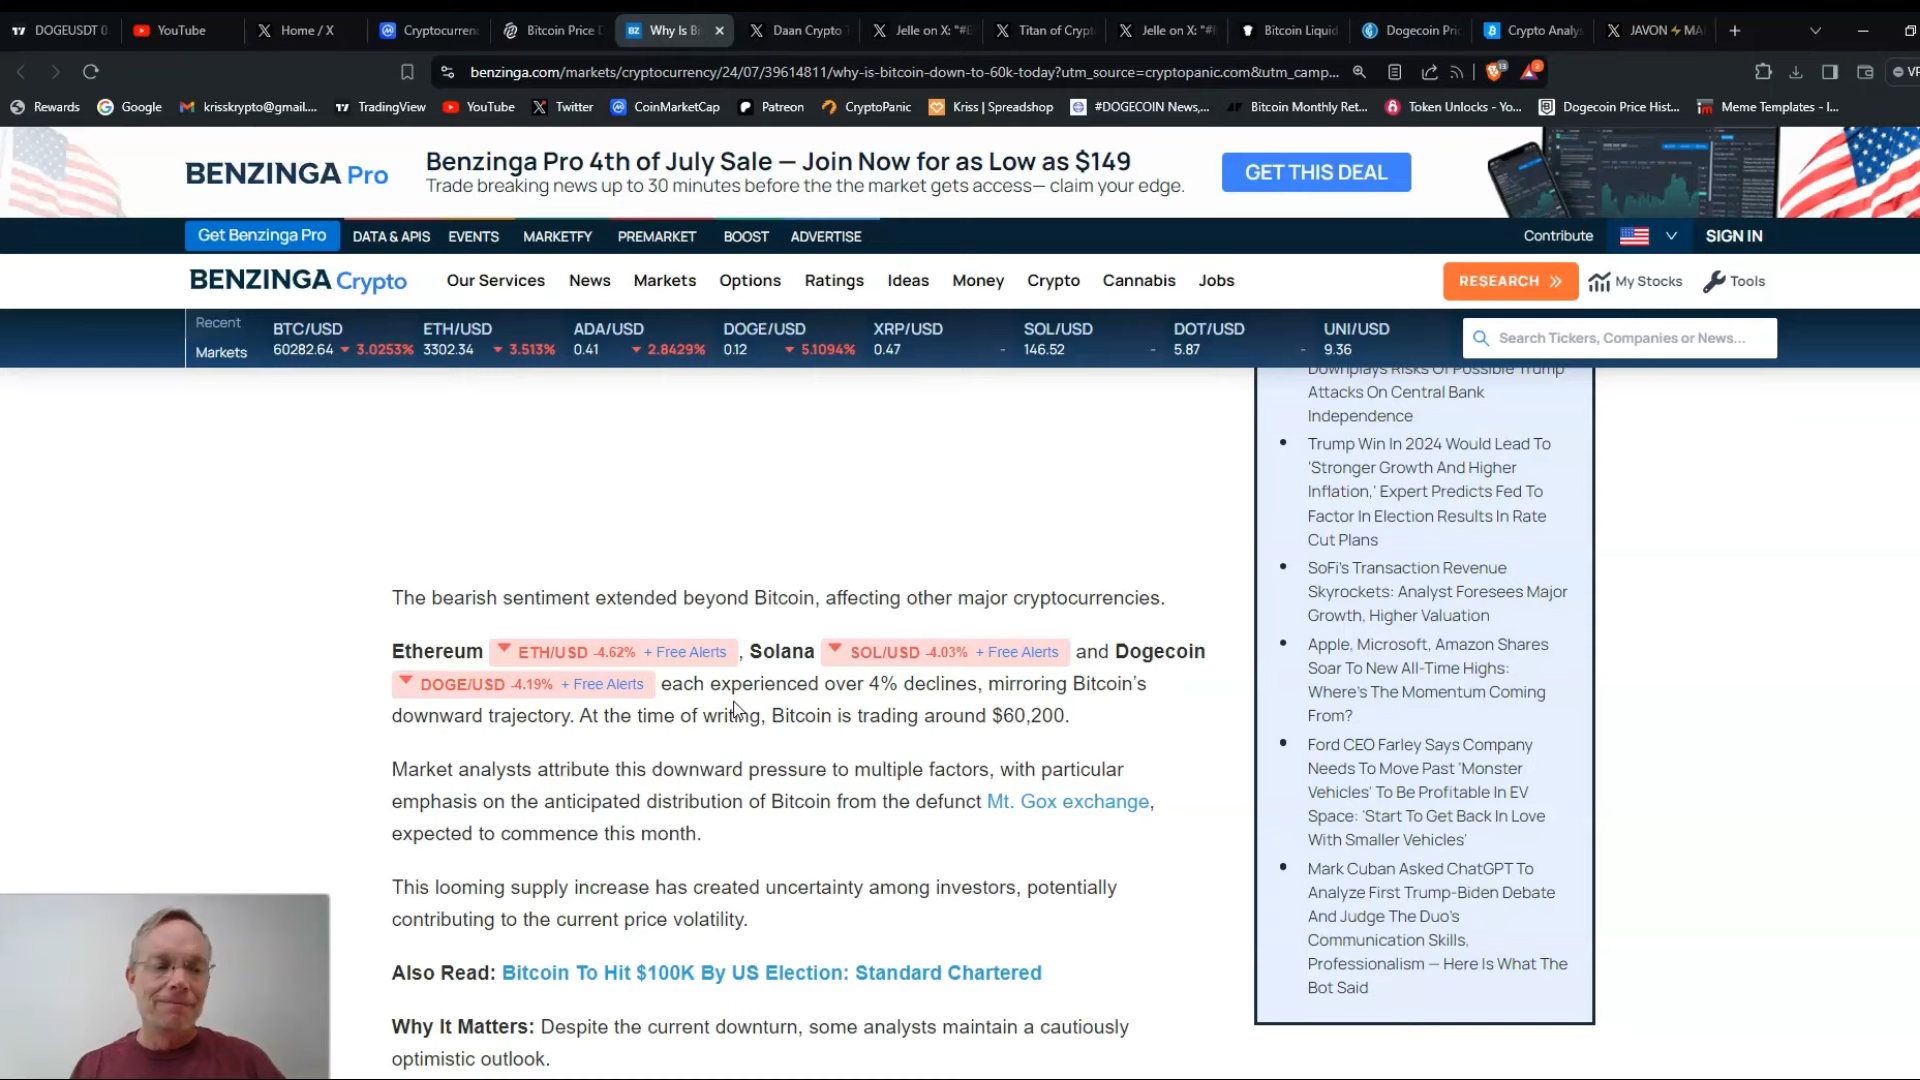 DOGEUSDT 0.
YouTube
Home / X
Cryptocurren
Bitcoin Price D
Why Is B
Daan Crypto T
Jelle on X: "#B
Titan of Crypt
Jelle on X: "#B
Bitcoin Liquid
Dogecoin Pric
Crypto Analy
JAVON⚡MA
benzinga.com/markets/cryptocurrency/24/07/39614811/why-is-bitcoin-down-to-60k-today?utm_source=cryptopanic.com&utm_camp...
13
2
VP
Rewards
Google
krisskrypto@gmail....
TradingView
YouTube
Twitter
CoinMarketCap
Patreon
CryptoPanic
Kriss | Spreadshop
#DOGECOIN News,...
Bitcoin Monthly Ret...
Token Unlocks - Yo...
Dogecoin Price Hist...
Meme Templates - I...
BENZINGA Pro
Benzinga Pro 4th of July Sale — Join Now for as Low as $149
Trade breaking news up to 30 minutes before the the market gets access— claim your edge.
GET THIS DEAL
Get Benzinga Pro
DATA & APIS
EVENTS
MARKETFY
PREMARKET
BOOST
ADVERTISE
Contribute
SIGN IN
BENZINGA Crypto
Our Services
News
Markets
Options
Ratings
Ideas
Money
Crypto
Cannabis
Jobs
RESEARCH
My Stocks
Tools
Recent
Markets
BTC/USD
60282.64 ▼ 3.0253%
ETH/USD
3302.34 ▼ 3.513%
ADA/USD
0.41 ▼ 2.8429%
DOGE/USD
0.12 ▼ 5.1094%
XRP/USD
0.47 -
SOL/USD
146.52 -
DOT/USD
5.87 -
UNI/USD
9.36
Search Tickers, Companies or News...
The bearish sentiment extended beyond Bitcoin, affecting other major cryptocurrencies.
Ethereum ▼ ETH/USD -4.62% + Free Alerts , Solana ▼ SOL/USD -4.03% + Free Alerts and Dogecoin
▼ DOGE/USD -4.19% + Free Alerts each experienced over 4% declines, mirroring Bitcoin's
downward trajectory. At the time of writing, Bitcoin is trading around $60,200.
Market analysts attribute this downward pressure to multiple factors, with particular
emphasis on the anticipated distribution of Bitcoin from the defunct Mt. Gox exchange,
expected to commence this month.
This looming supply increase has created uncertainty among investors, potentially
contributing to the current price volatility.
Also Read: Bitcoin To Hit $100K By US Election: Standard Chartered
Why It Matters: Despite the current downturn, some analysts maintain a cautiously
optimistic outlook.
Downplays Risks Of Possible Trump
Attacks On Central Bank
Independence
Trump Win In 2024 Would Lead To
'Stronger Growth And Higher
Inflation,' Expert Predicts Fed To
Factor In Election Results In Rate
Cut Plans
SoFi's Transaction Revenue
Skyrockets: Analyst Foresees Major
Growth, Higher Valuation
Apple, Microsoft, Amazon Shares
Soar To New All-Time Highs:
Where's The Momentum Coming
From?
Ford CEO Farley Says Company
Needs To Move Past 'Monster
Vehicles' To Be Profitable In EV
Space: 'Start To Get Back In Love
With Smaller Vehicles'
Mark Cuban Asked ChatGPT To
Analyze First Trump-Biden Debate
And Judge The Duo's
Communication Skills,
Professionalism — Here Is What The
Bot Said